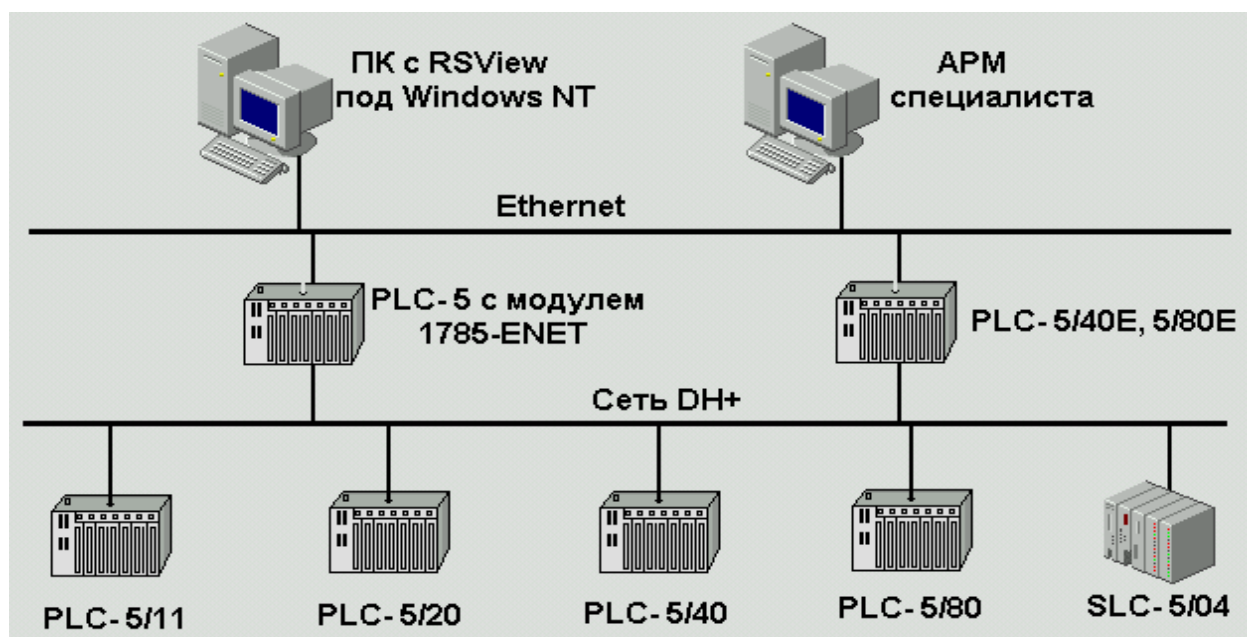 ПК с RSView
под Windows NT
АРМ
специалиста
Ethernet
PLC-5 с модулем
1785-ENET
PLC-5/40E, 5/80E
Сеть DH+
PLC-5/11
PLC-5/20
PLC-5/40
PLC-5/80
SLC-5/04